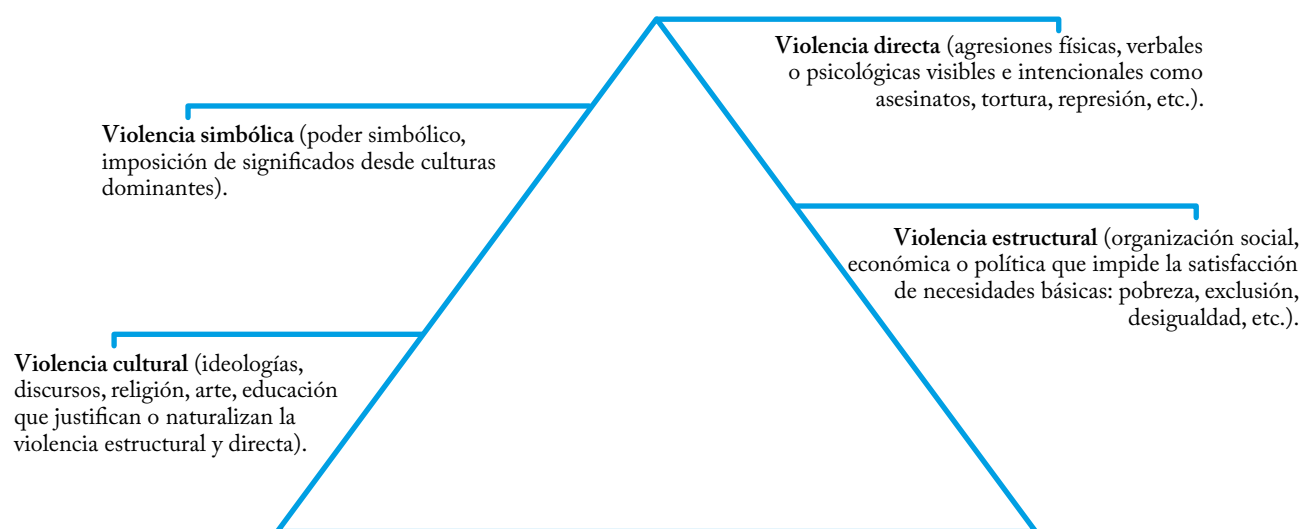 Violencia directa (agresiones físicas, verbales
o psicológicas visibles e intencionales como
asesinatos, tortura, represión, etc.).
Violencia simbólica (poder simbólico,
imposición de significados desde culturas
dominantes).
Violencia estructural (organización social,
económica o política que impide la satisfacción
de necesidades básicas: pobreza, exclusión,
desigualdad, etc.).
Violencia cultural (ideologías,
discursos, religión, arte, educación
que justifican o naturalizan la
violencia estructural y directa).